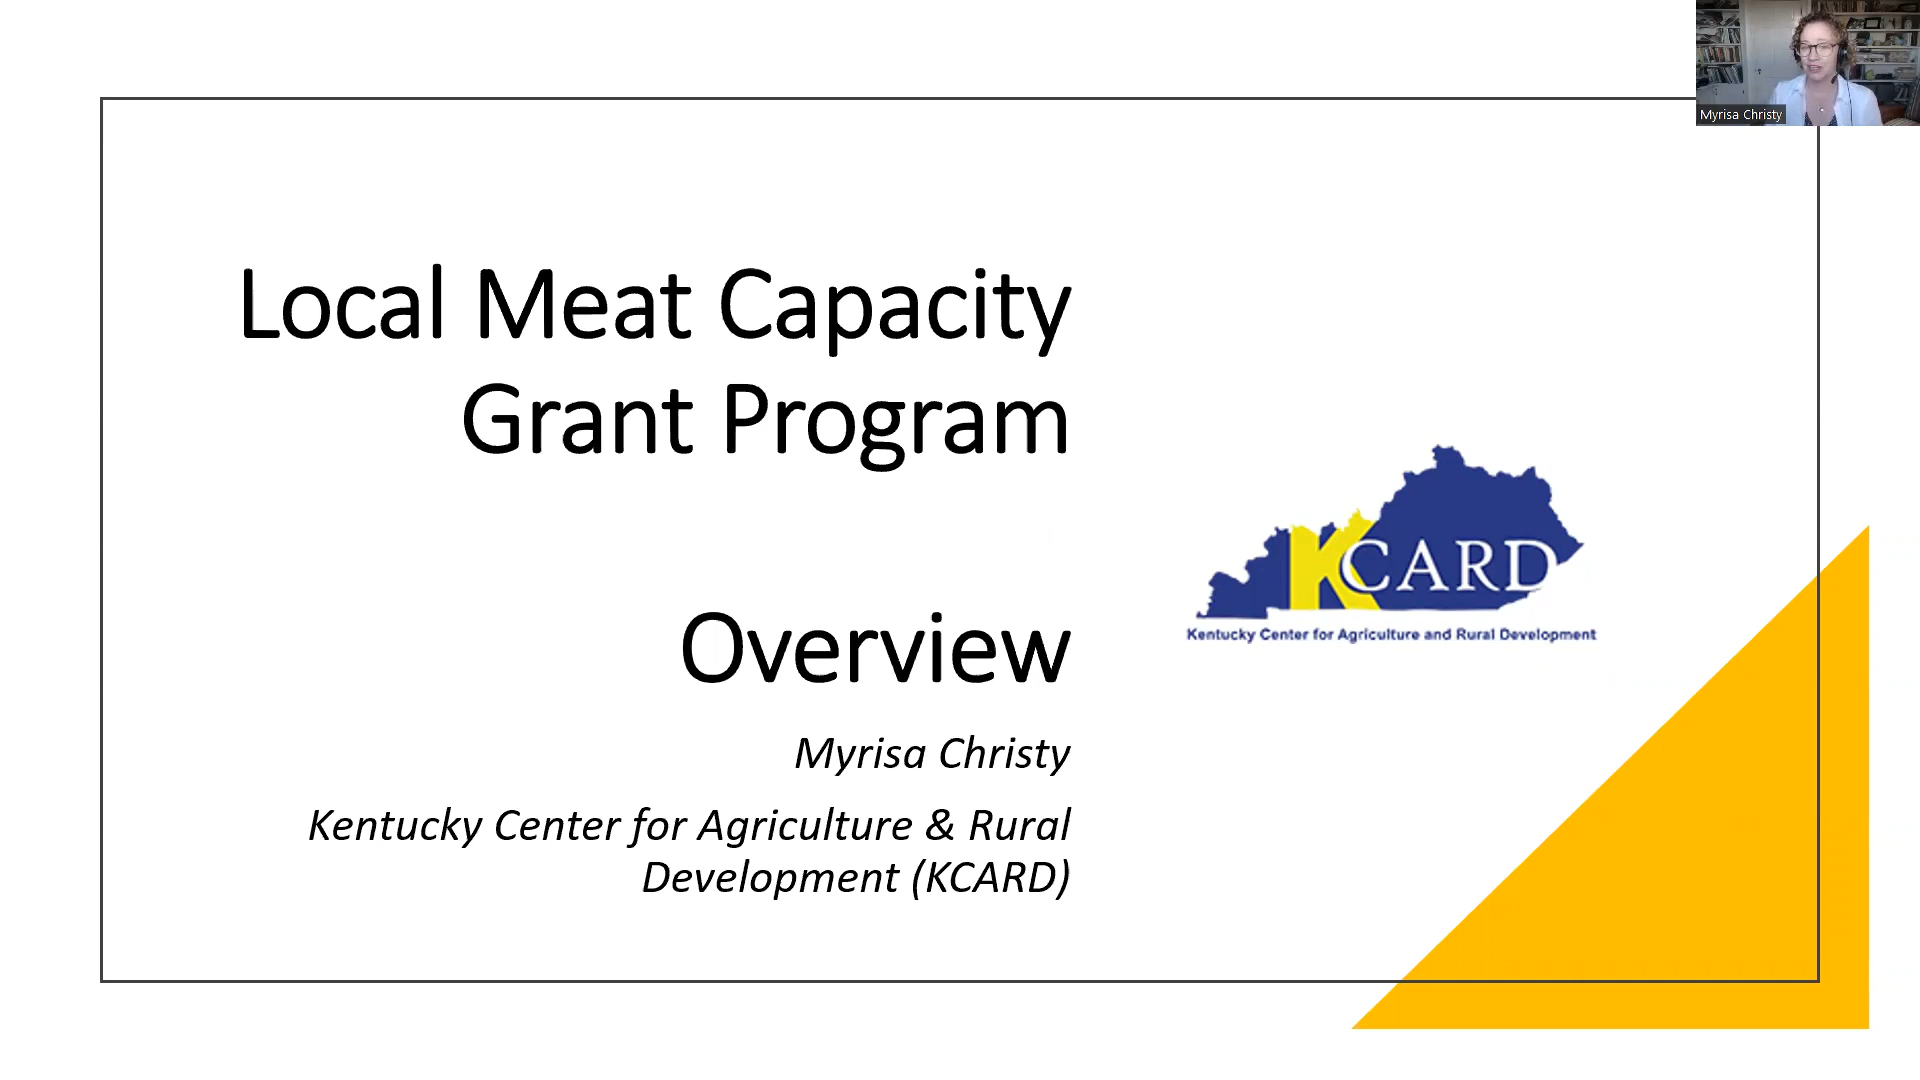 Myrisa Christy
Local Meat Capacity
Grant Program
Overview
Myrisa Christy
Kentucky Center for Agriculture & Rural
Development (KCARD)
KCARD
Kentucky Center for Agriculture and Rural Development